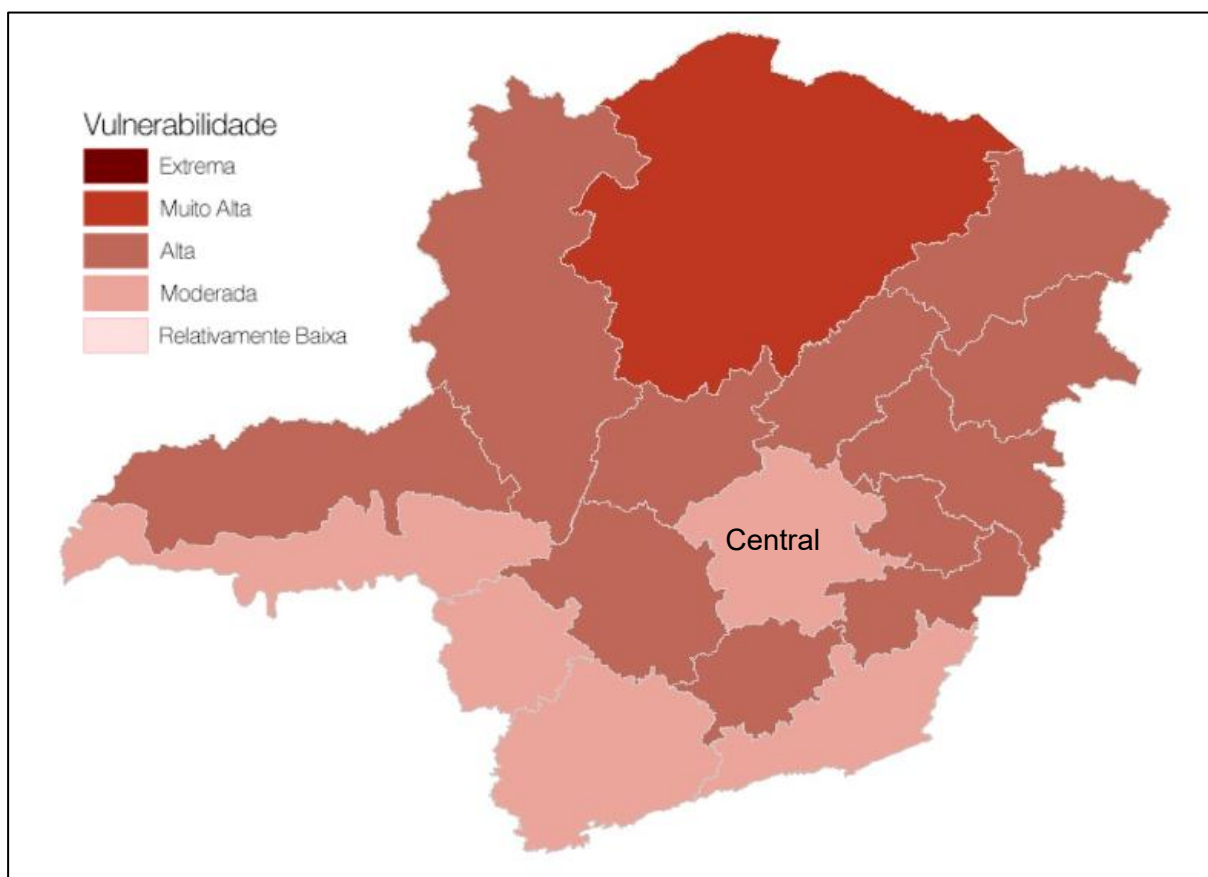 Vulnerabilidade
Extrema
Muito Alta
Alta
Moderada
Relativamente Baixa
Central